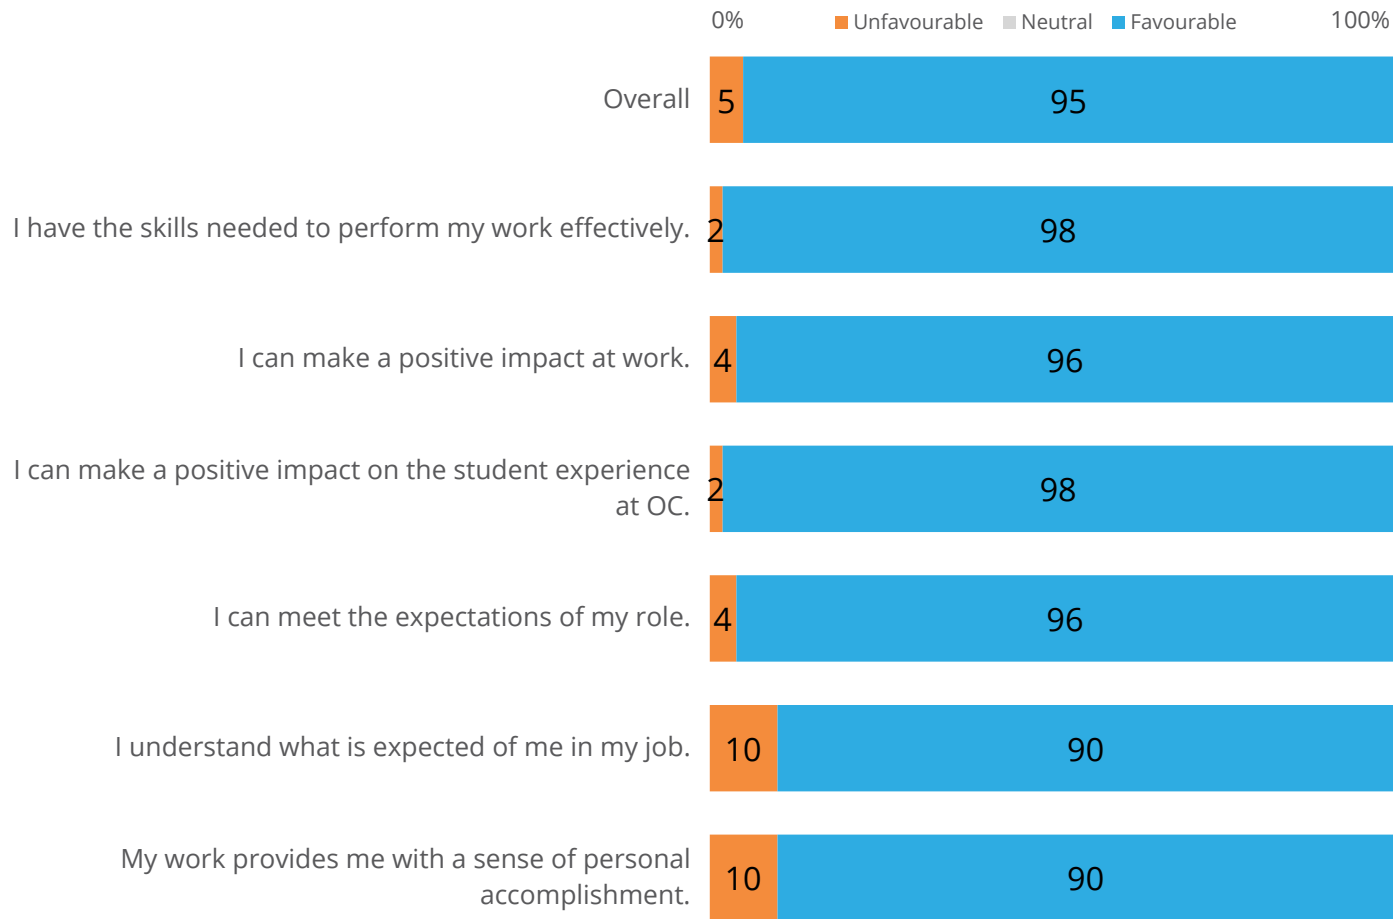 0% Unfavourable Neutral Favourable 100%
Overall 5 95
I have the skills needed to perform my work effectively. 2 98
I can make a positive impact at work. 4 96
I can make a positive impact on the student experience
at OC. 2 98
I can meet the expectations of my role. 4 96
I understand what is expected of me in my job. 10 90
My work provides me with a sense of personal
accomplishment. 10 90